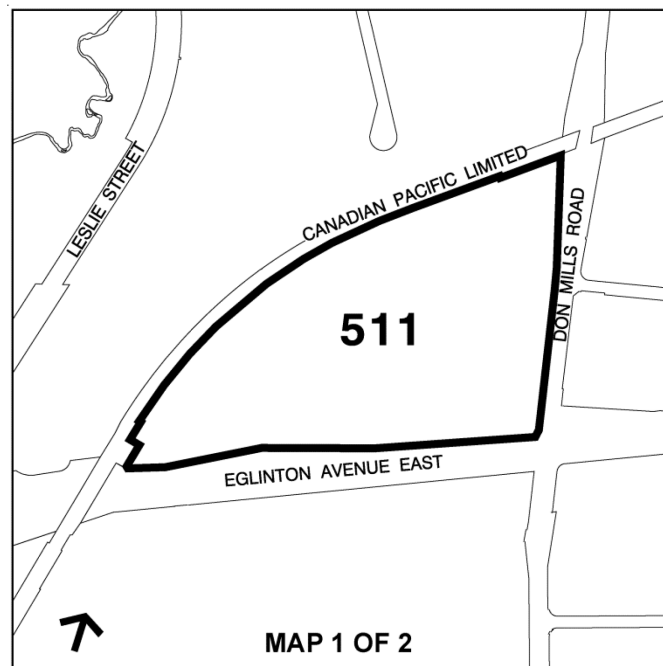 LESLIE STREET
CANADIAN PACIFIC LIMITED
DON MILLS ROAD
511
EGLINTON AVENUE EAST
MAP 1 OF 2